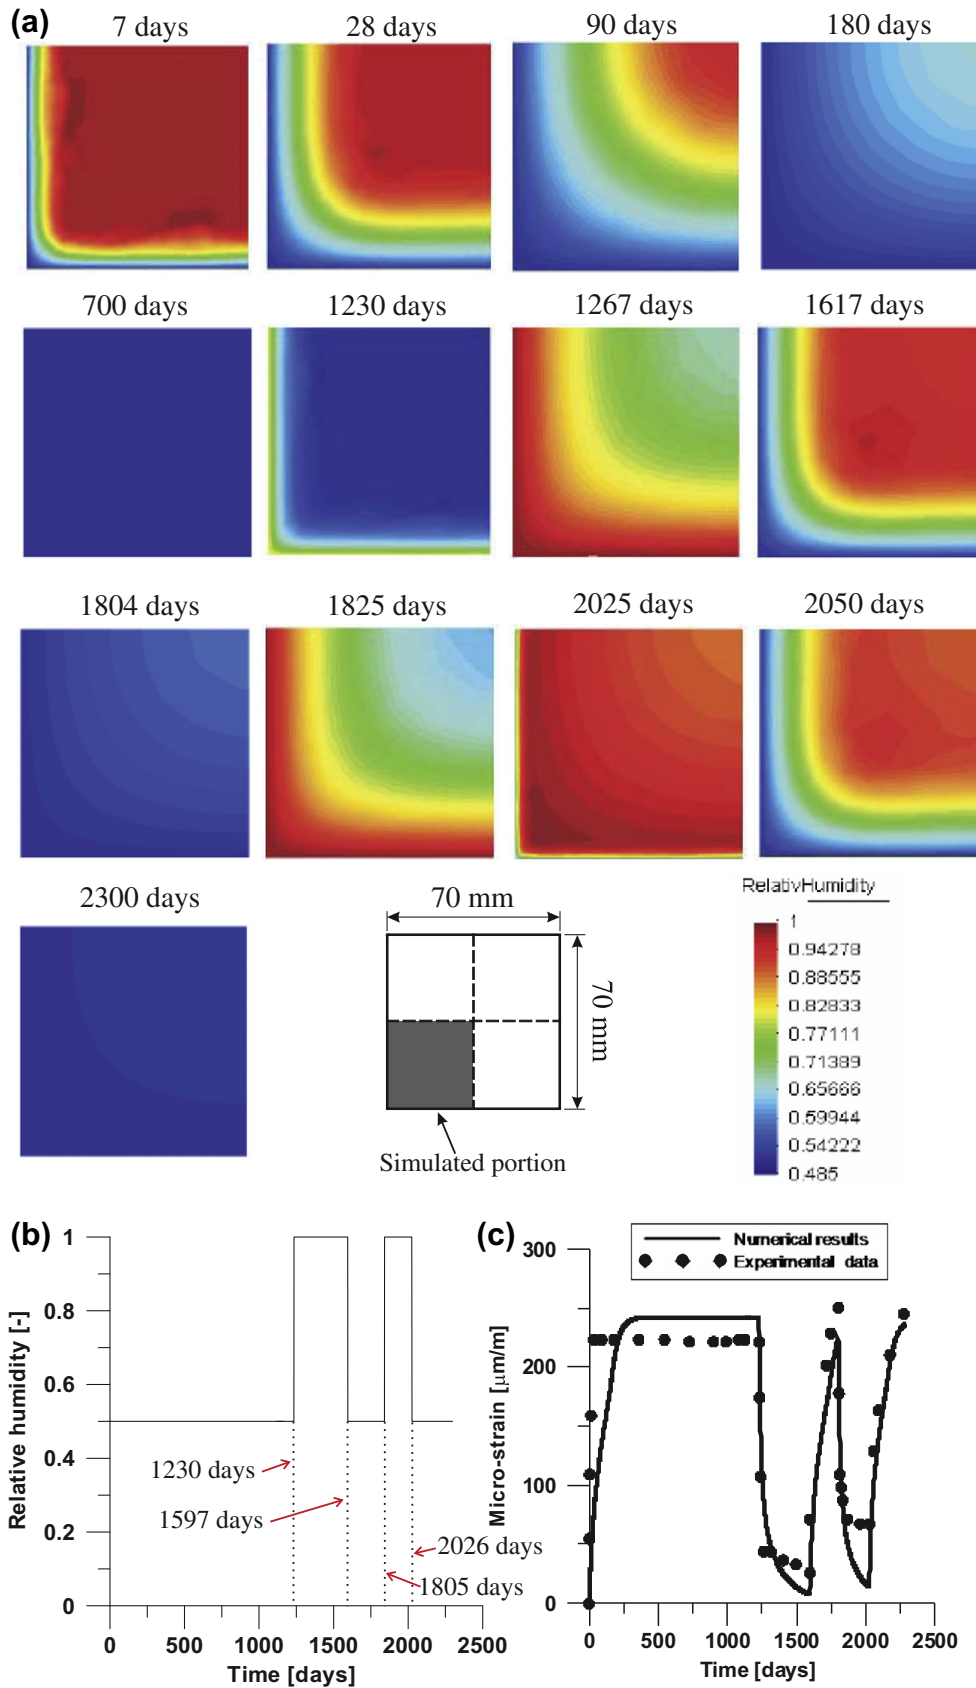 (a)
7 days 28 days 90 days 180 days
700 days 1230 days 1267 days 1617 days
1804 days 1825 days 2025 days 2050 days
2300 days
70 mm
70 mm
Simulated portion
RelativHumidity
1
0.94278
0.88555
0.82833
0.77111
0.71389
0.65666
0.59944
0.54222
0.485
(b)
Relative humidity [-]
1
0.8
0.6
0.4
0.2
0
1230 days
1597 days
2026 days
1805 days
0 500 1000 1500 2000 2500
Time [days]
(c)
Numerical results
Experimental data
Micro-strain [μm/m]
300
200
100
0
0 500 1000 1500 2000 2500
Time [days]